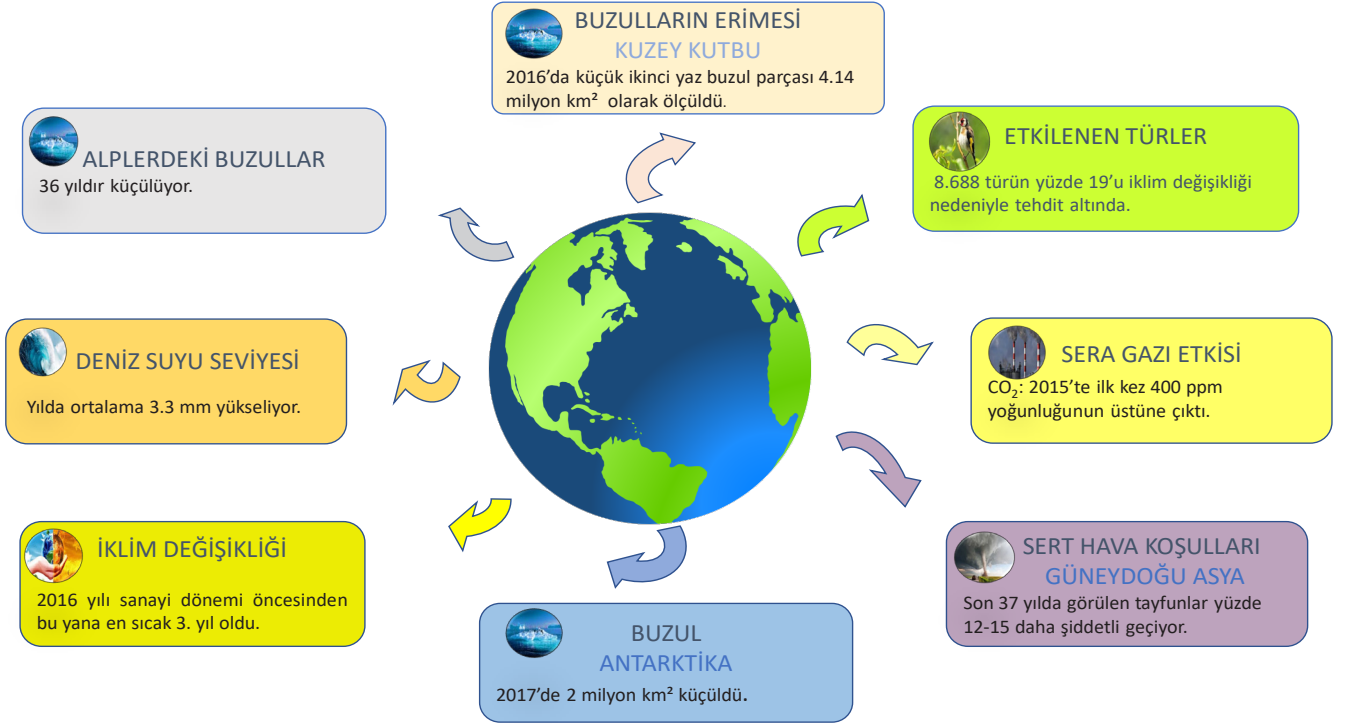 BUZULLARIN ERİMESİ
KUZEY KUTBU
2016’da küçük ikinci yaz buzul parçası 4.14
milyon km² olarak ölçüldü.
ALPLERDEKİ BUZULLAR
36 yıldır küçülüyor.
ETKİLENEN TÜRLER
8.688 türün yüzde 19’u iklim değişikliği
nedeniyle tehdit altında.
DENİZ SUYU SEVİYESİ
Yılda ortalama 3.3 mm yükseliyor.
SERA GAZI ETKİSİ
CO₂: 2015’te ilk kez 400 ppm
yoğunluğunun üstüne çıktı.
İKLİM DEĞİŞİKLİĞİ
2016 yılı sanayi dönemi öncesinden
bu yana en sıcak 3. yıl oldu.
SERT HAVA KOŞULLARI
GÜNEYDOĞU ASYA
Son 37 yılda görülen tayfunlar yüzde
12-15 daha şiddetli geçiyor.
BUZUL
ANTARKTİKA
2017’de 2 milyon km² küçüldü.